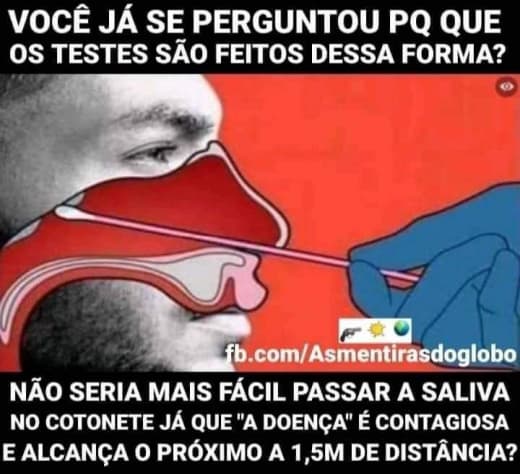 VOCÊ JÁ SE PERGUNTOU PQ QUE
OS TESTES SÃO FEITOS DESSA FORMA?
fb.com/Asmentirasdoglobo
NÃO SERIA MAIS FÁCIL PASSAR A SALIVA
NO COTONETE JÁ QUE "A DOENÇA" É CONTAGIOSA
E ALCANÇA O PRÓXIMO A 1,5M DE DISTÂNCIA?